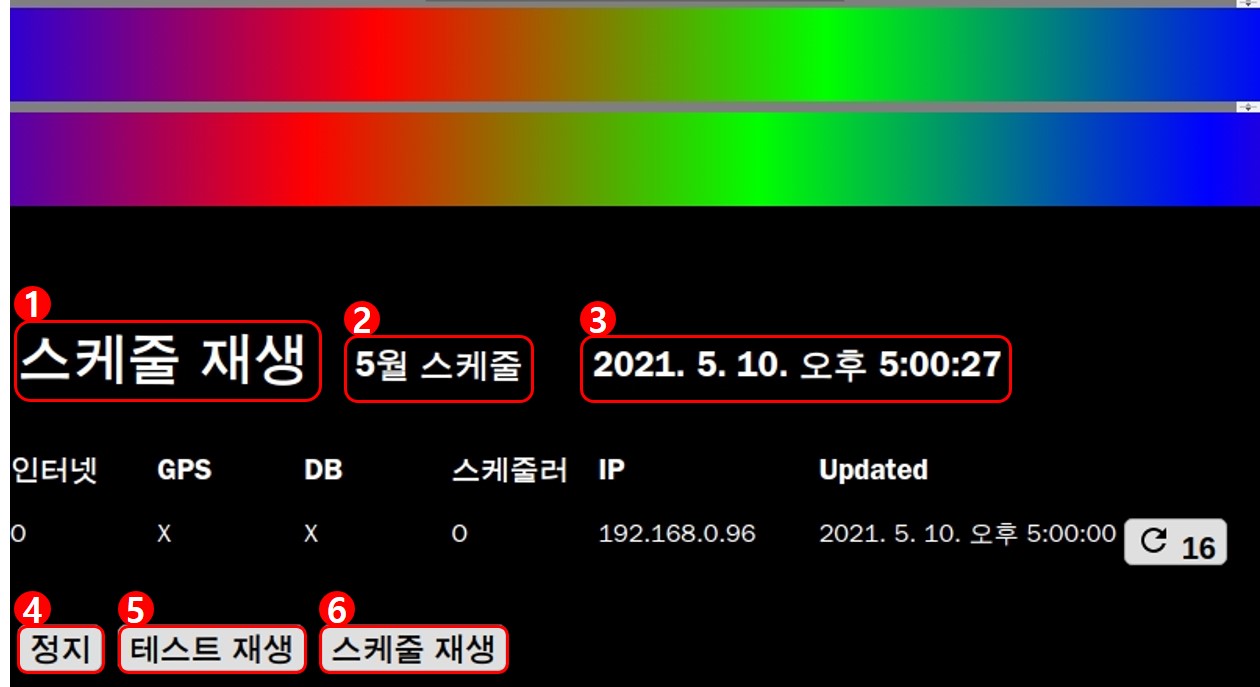 1 2 3
스케줄 재생 5월 스케줄 2021. 5. 10. 오후 5:00:27
인터넷 GPS DB 스케줄러 IP Updated
O X X O 192.168.0.96 2021. 5. 10. 오후 5:00:00 16
4 5 6
정지 테스트 재생 스케줄 재생